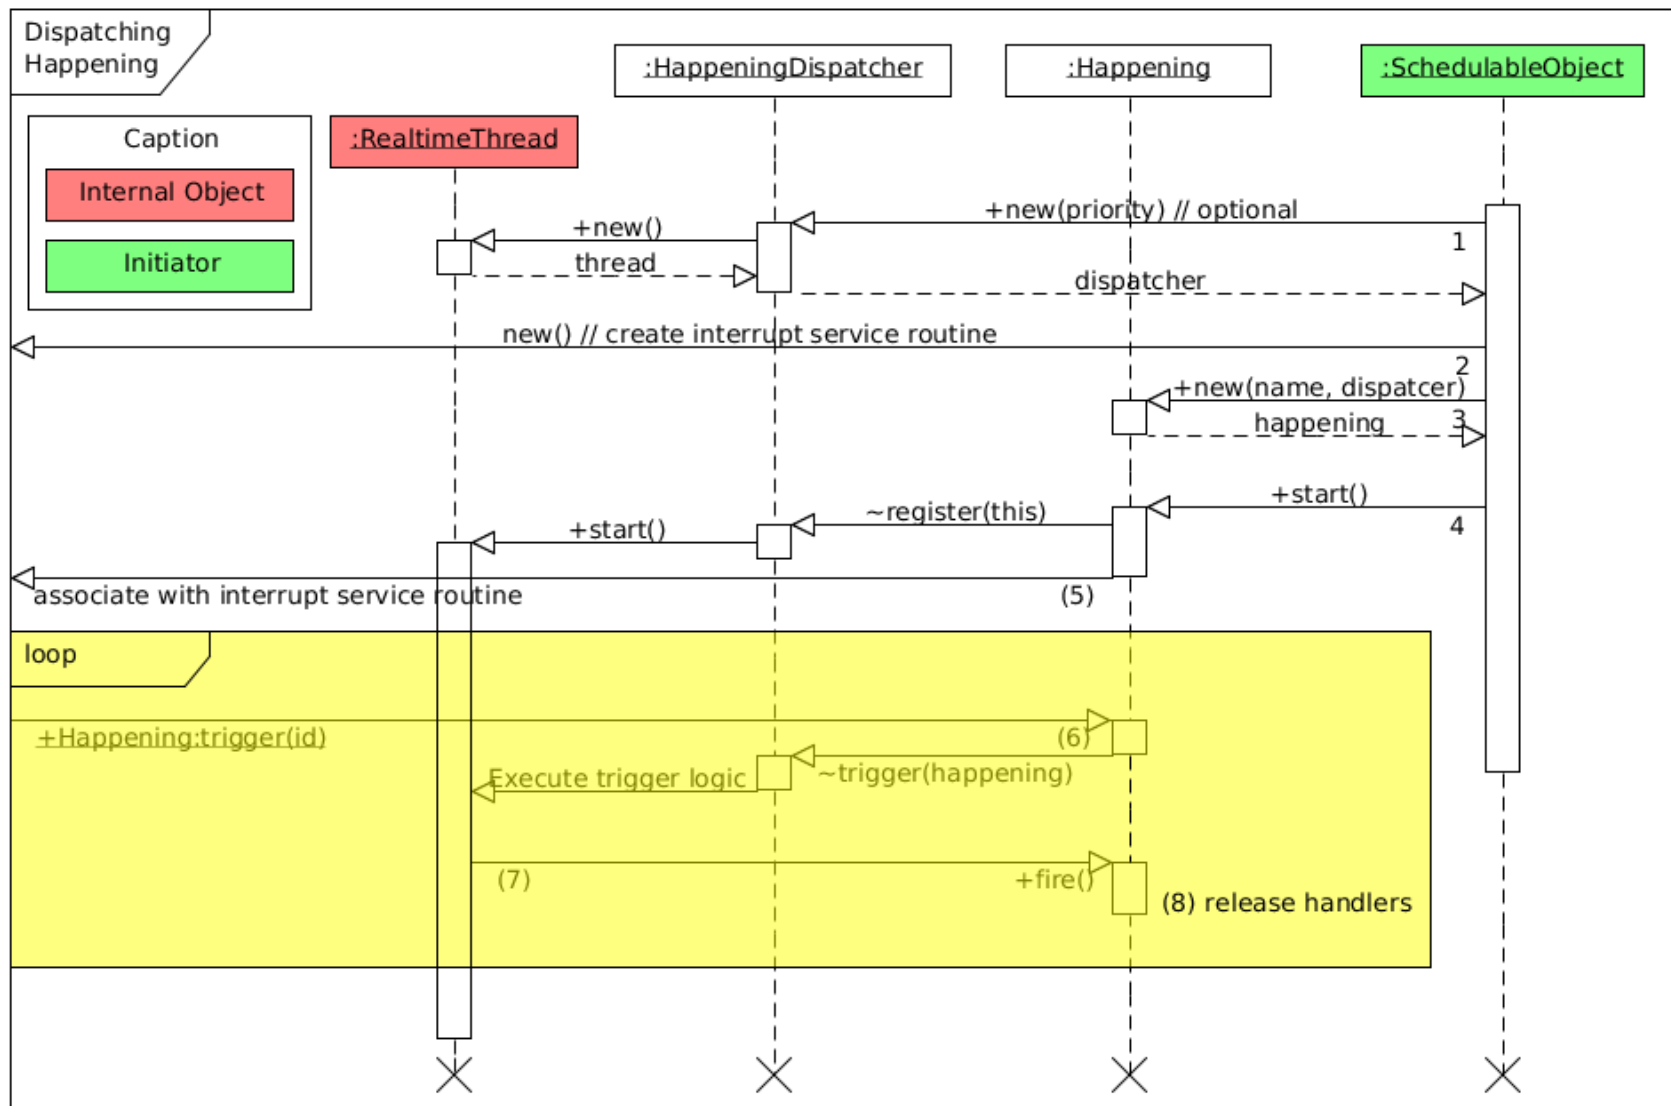 Dispatching
Happening
:HappeningDispatcher
:Happening
:SchedulableObject
Caption
:RealtimeThread
Internal Object
Initiator
+new(priority) // optional
1
+new()
thread
dispatcher
new() // create interrupt service routine
2
+new(name, dispatcer)
3
happening
+start()
4
~register(this)
+start()
associate with interrupt service routine
(5)
loop
+Happening:trigger(id)
(6)
Execute trigger logic
~trigger(happening)
(7)
+fire()
(8) release handlers